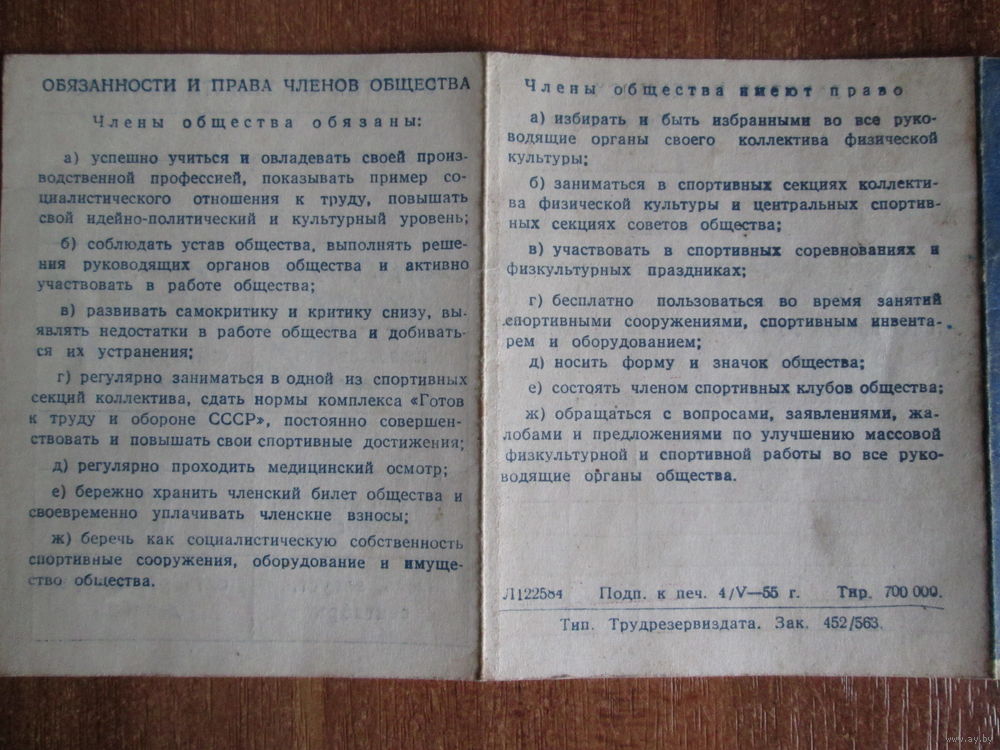 ОБЯЗАННОСТИ И ПРАВА ЧЛЕНОВ ОБЩЕСТВА
Члены общества обязаны:
а) успешно учиться и овладевать своей произ-
водственной профессией, показывать пример со-
циалистического отношения к труду, повышать
свой идейно-политический и культурный уровень;
б) соблюдать устав общества, выполнять реше-
ния руководящих органов общества и активно
участвовать в работе общества;
в) развивать самокритику и критику снизу, вы-
являть недостатки в работе общества и добивать-
ся их устранения;
г) регулярно заниматься в одной из спортивных
секций коллектива, сдать нормы комплекса «Готов
к труду и обороне СССР», постоянно совершен-
ствовать и повышать свои спортивные достижения;
д) регулярно проходить медицинский осмотр;
е) бережно хранить членский билет общества и
своевременно уплачивать членские взносы;
ж) беречь как социалистическую собственность
спортивные сооружения, оборудование и имуще-
ство общества.
Члены общества имеют право
а) избирать и быть избранными во все руко-
водящие органы своего коллектива физической
культуры;
б) заниматься в спортивных секциях коллекти-
ва физической культуры и центральных спортив-
ных секциях советов общества;
в) участвовать в спортивных соревнованиях и
физкультурных праздниках;
г) бесплатно пользоваться во время занятий
спортивными сооружениями, спортивным инвента-
рем и оборудованием;
д) носить форму и значок общества;
е) состоять членом спортивных клубов общества;
ж) обращаться с вопросами, заявлениями, жа-
лобами и предложениями по улучшению массовой
физкультурной и спортивной работы во все руко-
водящие органы общества.
Л122584 Подп. к печ. 4/V—55 г. Тир. 700 000.
Тип. Трудрезервиздата. Зак. 452/563.
www.ay.by